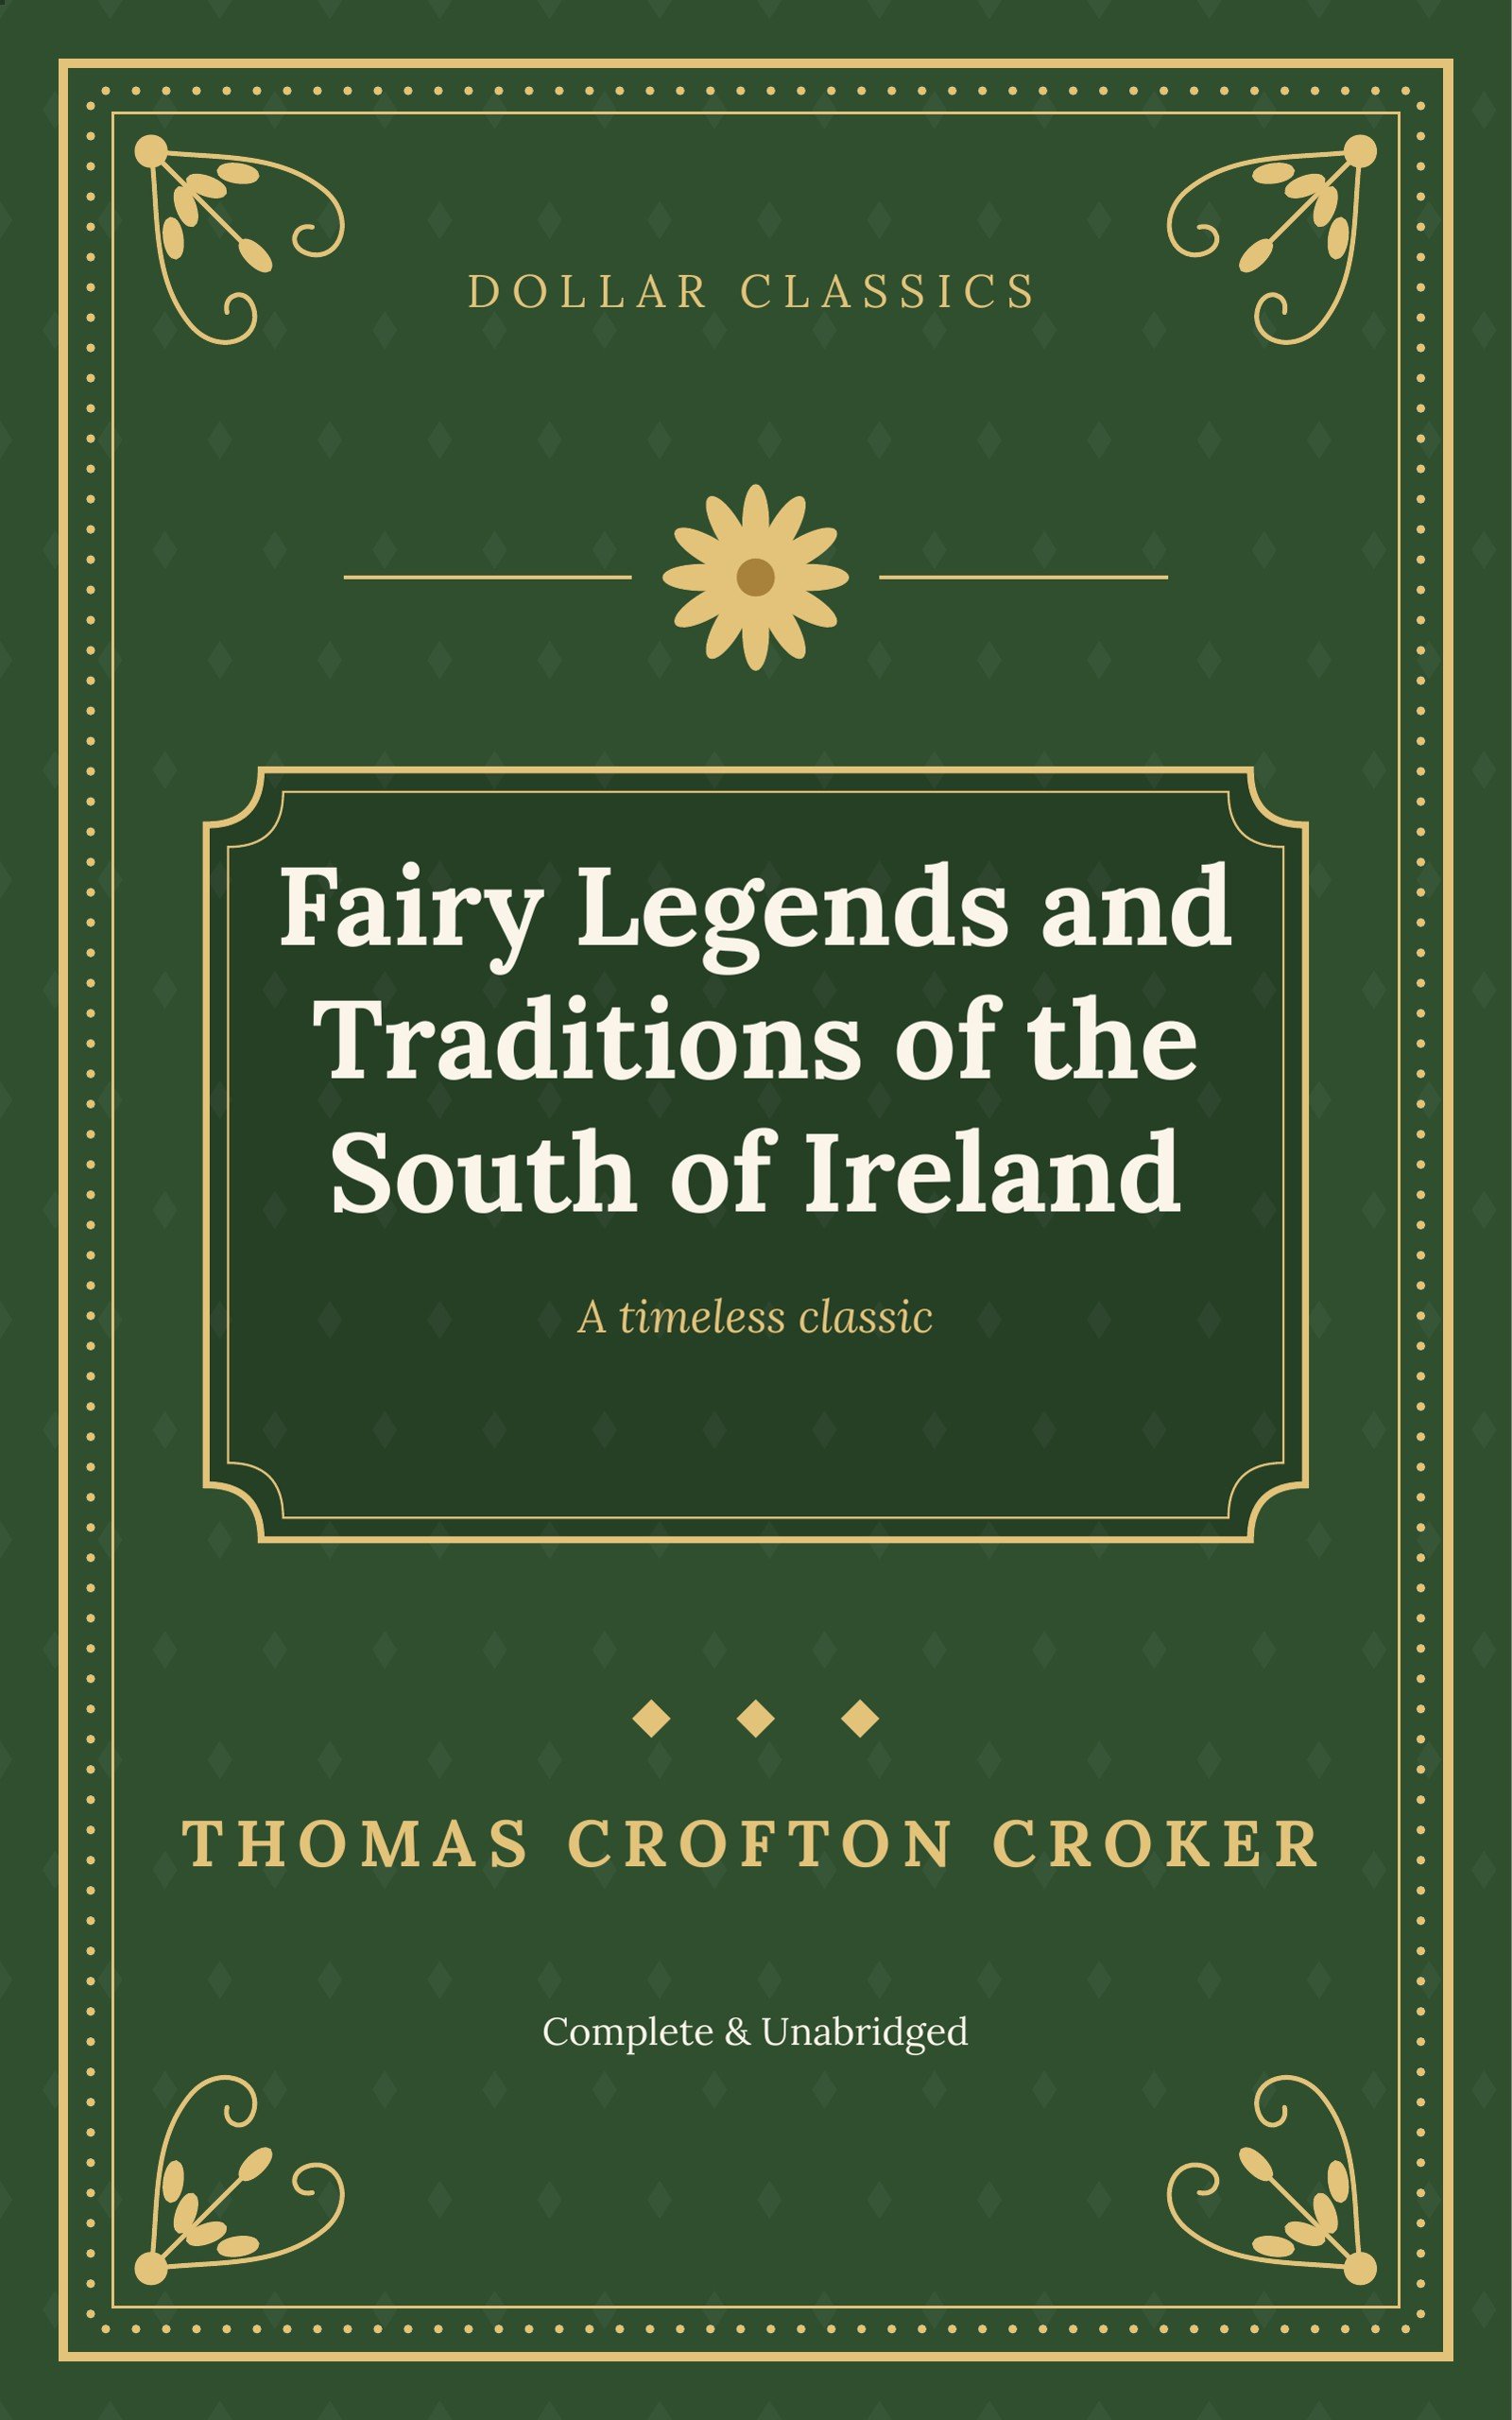 DOLLAR CLASSICS
Fairy Legends and
Traditions of the
South of Ireland
A timeless classic
THOMAS CROFTON CROKER
Complete & Unabridged